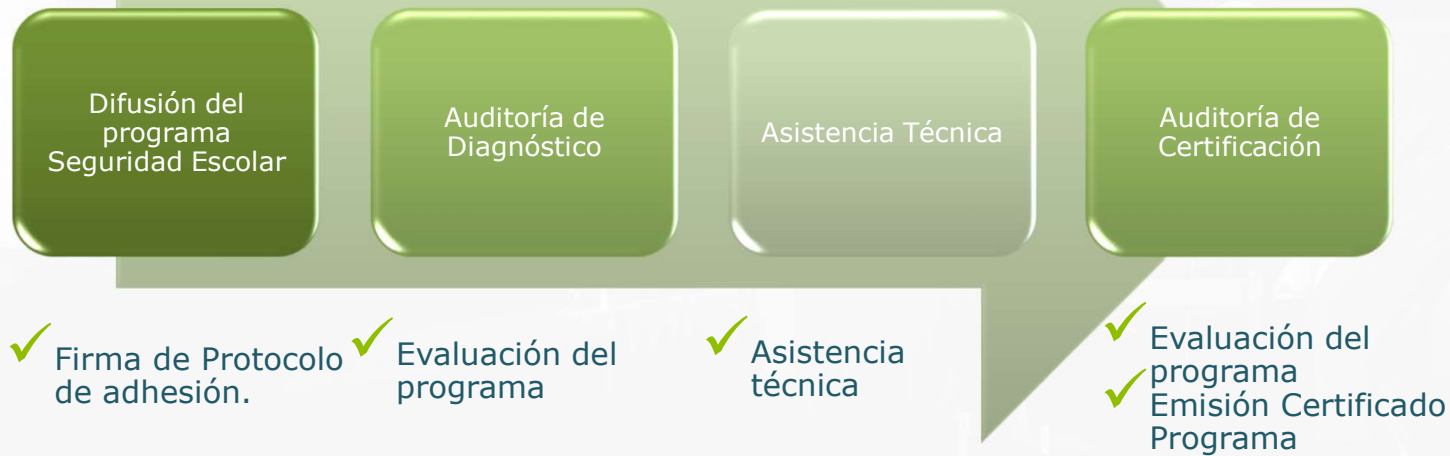 Difusión del
programa
Seguridad Escolar
Auditoría de
Diagnóstico
Asistencia Técnica
Auditoría de
Certificación
Firma de Protocolo
de adhesión.
Evaluación del
programa
Asistencia
técnica
Evaluación del
programa
Emisión Certificado
Programa